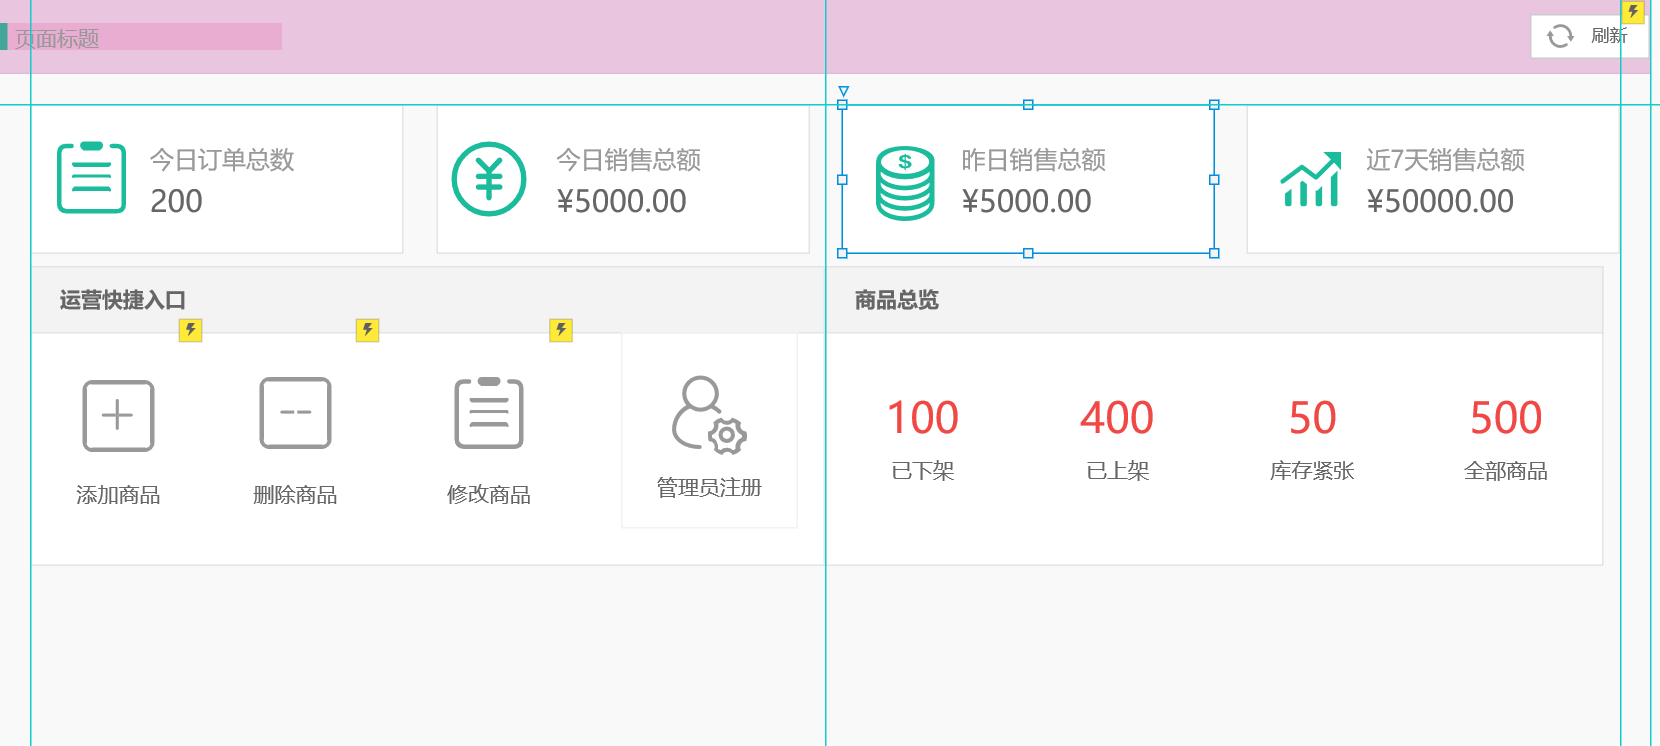 页面标题
刷新
今日订单总数
200
今日销售总额
¥5000.00
昨日销售总额
¥5000.00
近7天销售总额
¥50000.00
运营快捷入口
添加商品
删除商品
修改商品
管理员注册
商品总览
100
已下架
400
已上架
50
库存紧张
500
全部商品